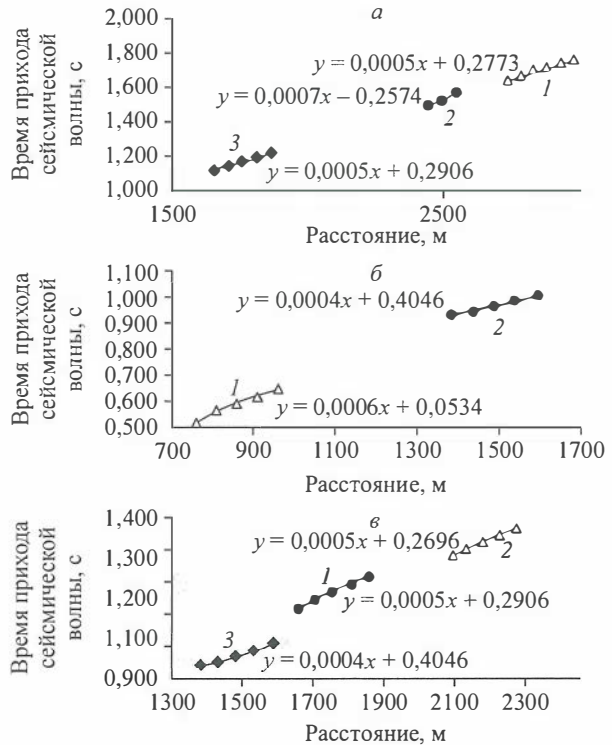 а
Время прихода
сейсмической
волны, с
2,000
1,800
1,600
1,400
1,200
1,000
y = 0,0005x + 0,2773
y = 0,0007x – 0,2574
1
2
3
y = 0,0005x + 0,2906
1500
2500
Расстояние, м
б
Время прихода
сейсмической
волны, с
1,100
1,000
0,900
0,800
0,700
0,600
0,500
y = 0,0004x + 0,4046
2
1
y = 0,0006x + 0,0534
700
900
1100
1300
1500
1700
Расстояние, м
в
Время прихода
сейсмической
волны, с
1,400
1,300
1,200
1,100
0,900
y = 0,0005x + 0,2696
2
1
y = 0,0005x + 0,2906
3
y = 0,0004x + 0,4046
1300
1500
1700
1900
2100
2300
Расстояние, м